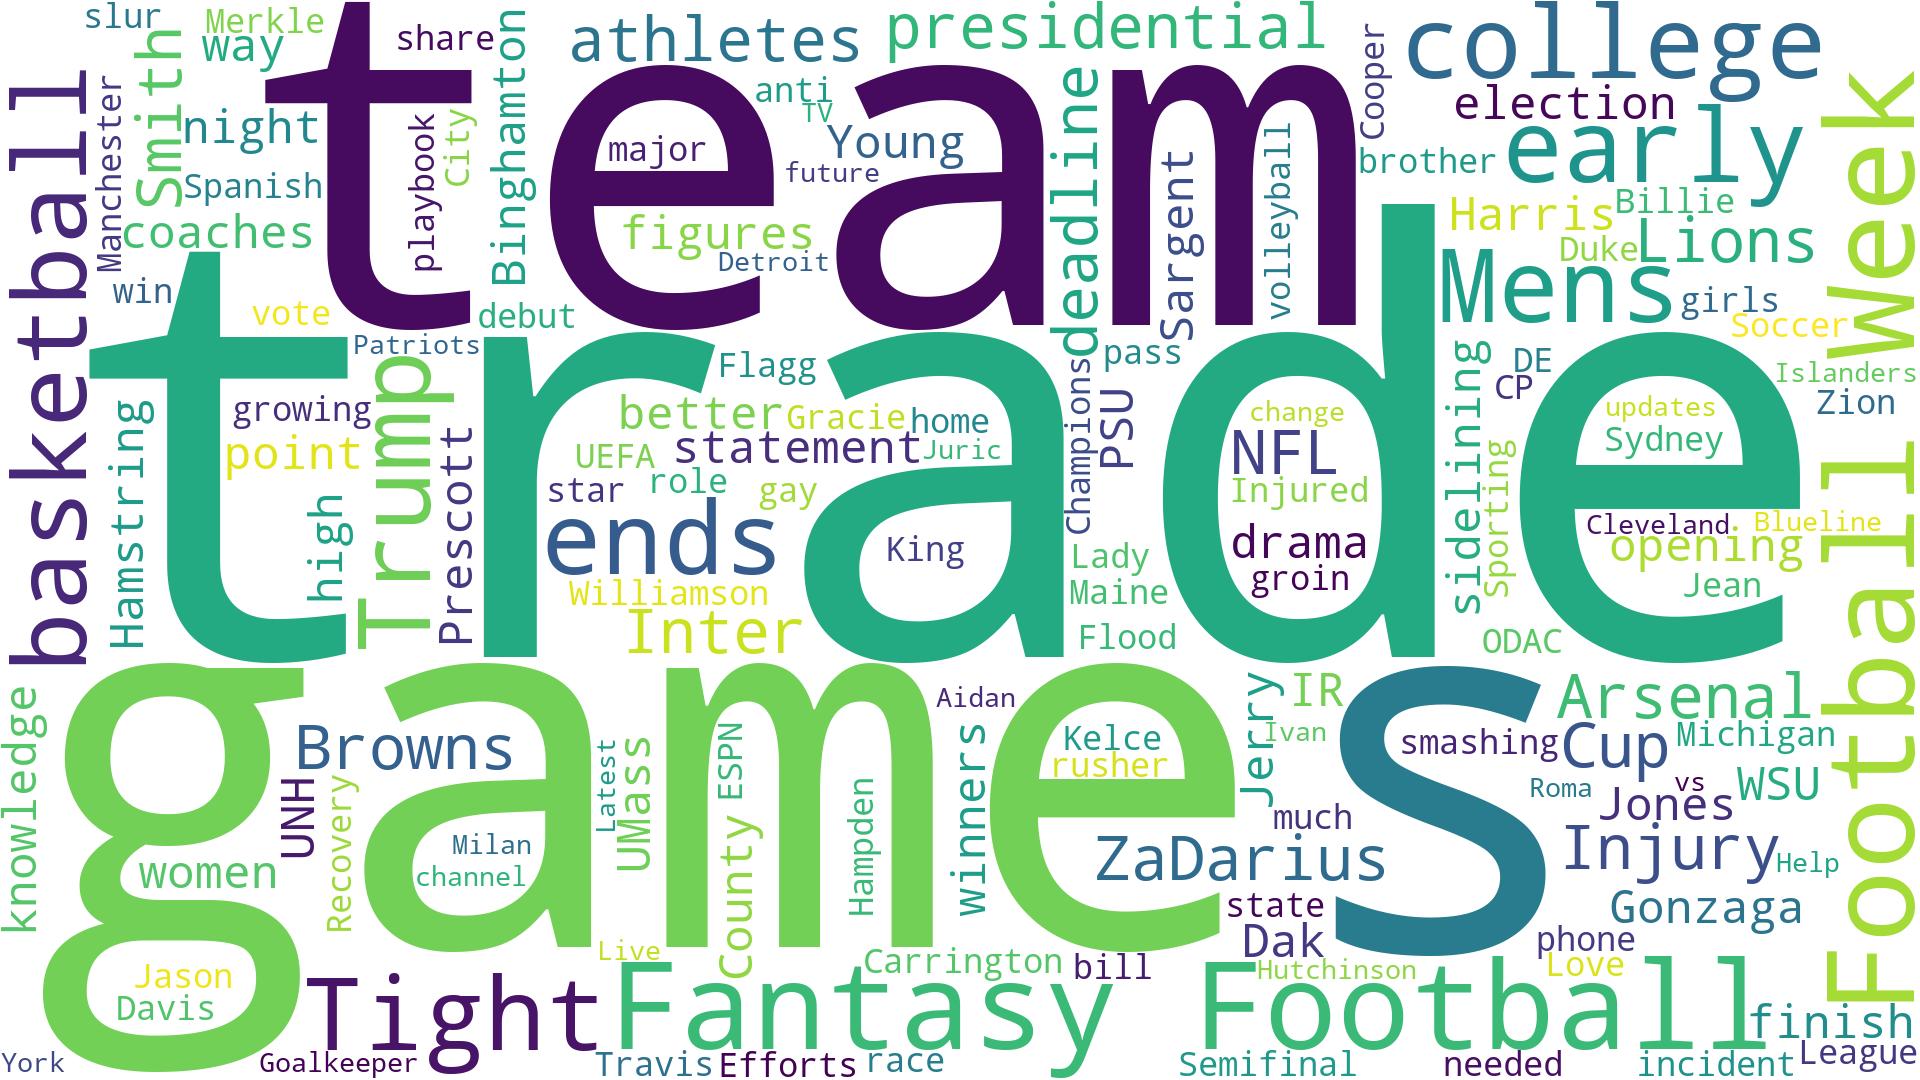 slur
Merkle
way
share
athletes
presidential
college
Smith
Binghamton
anti
TV
Cooper
election
early
Week
basketball
Manchester
night
Spanish
coaches
playbook
City
team
major
Young
future
figures
Detroit
deadline
Sargent
volleyball
brother
Harris
Billie
Duke
Lions
Mens
girls
Soccer
win
vote
debut
Patriots
trade
Flagg
pass
DE
CP
Islanders
Zion
Hamstring
growing
point
Trump
Prescott
high
better
Gracie
home
UEFA
statement
Juric
star
role
gay
Champions
PSU
change
NFL
Injured
sidelining
Sporting
updates
Sydney
Cleveland
Blueline
opening
Jean
ends
King
Lady
drama
groin
Williamson
Maine
Inter
Flood
ODAC
Football Week
games
s
knowledge
Browns
UNH
Recovery
Latest
UMass
ESPN
County
Aidan
winners
Kelce
rusher
Jerry
IR
Ivan
Arsenal
smashing
Cup
Michigan
Roma
vs
Jones
WSU
women
Milan
channel
Hampden
much
ZaDarius
Injury
Help
state
Gonzaga
Dak
phone
Love
Jason
Davis
Live
Carrington
bill
Hutchinson
Tight
Fantasy Football
finish
York
Goalkeeper
Travis
Efforts
race
Semifinal
needed
incident
League